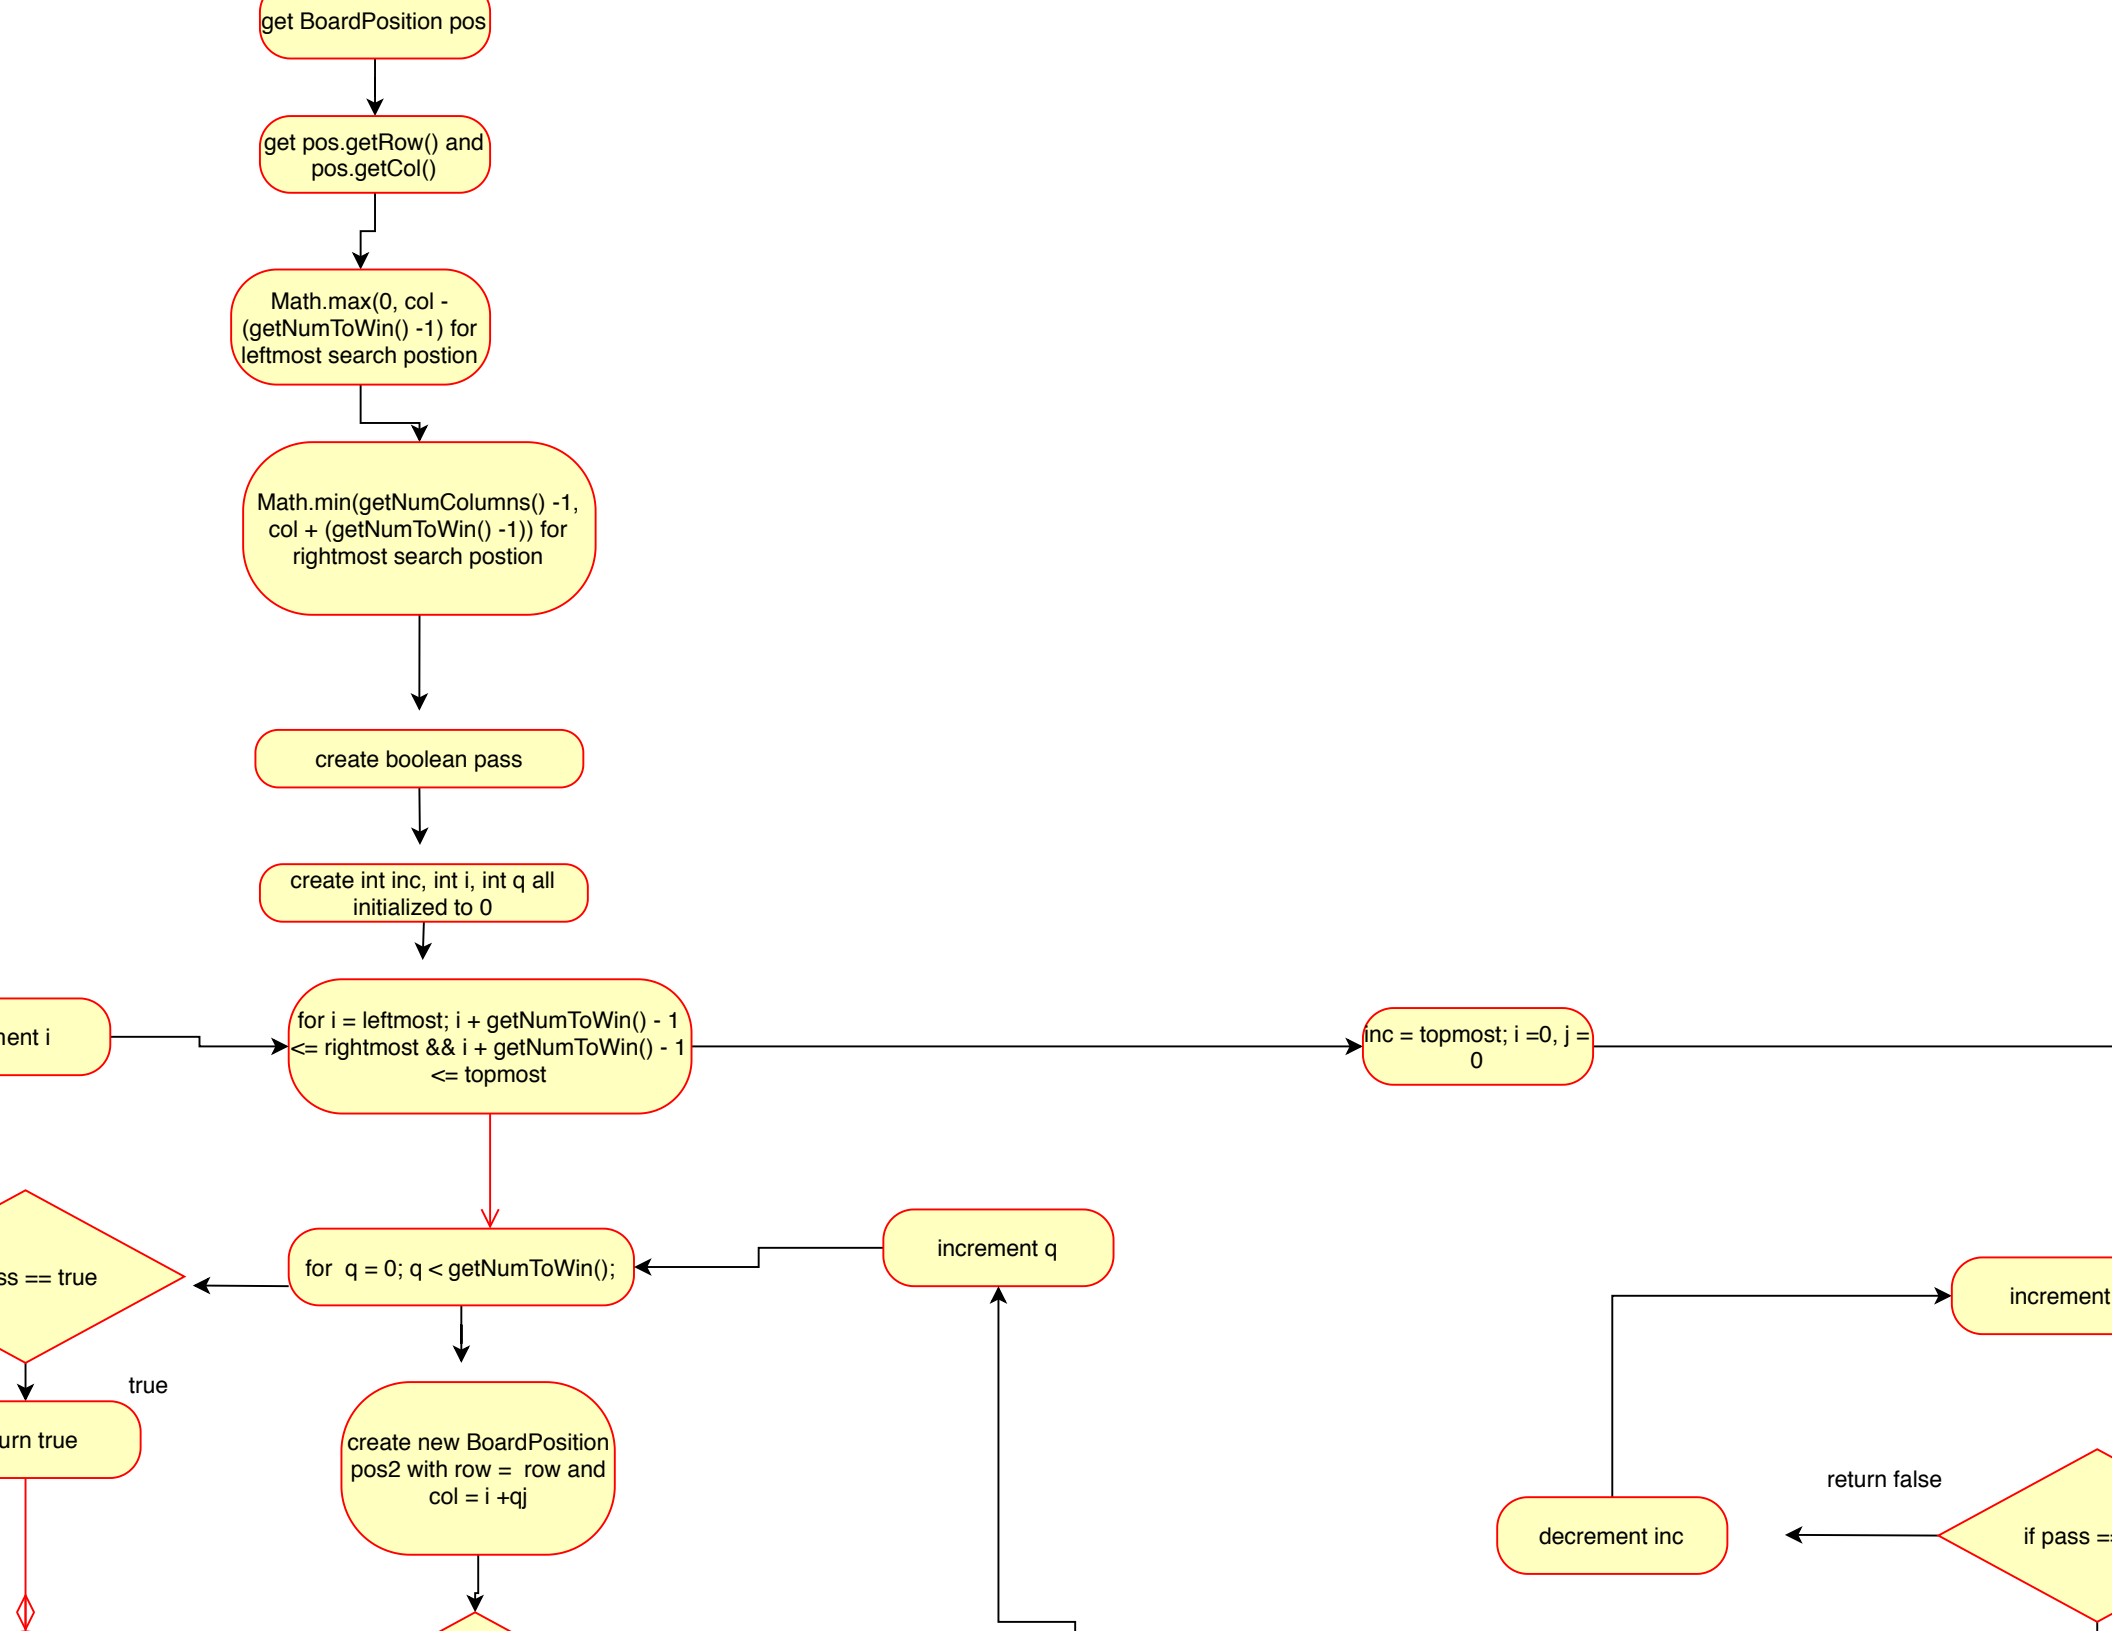 get BoardPosition pos
get pos.getRow() and
pos.getCol()
Math.max(0, col -
(getNumToWin() -1) for
leftmost search postion
Math.min(getNumColumns() -1,
col + (getNumToWin() -1)) for
rightmost search postion
create boolean pass
create int inc, int i, int q all
initialized to 0
ment i
for i = leftmost; i + getNumToWin() - 1
<= rightmost && i + getNumToWin() - 1
<= topmost
inc = topmost; i =0, j =
0
ss == true
for  q = 0; q < getNumToWin();
increment q
increment
true
urn true
create new BoardPosition
pos2 with row =  row and
col = i +qj
return false
decrement inc
if pass ==